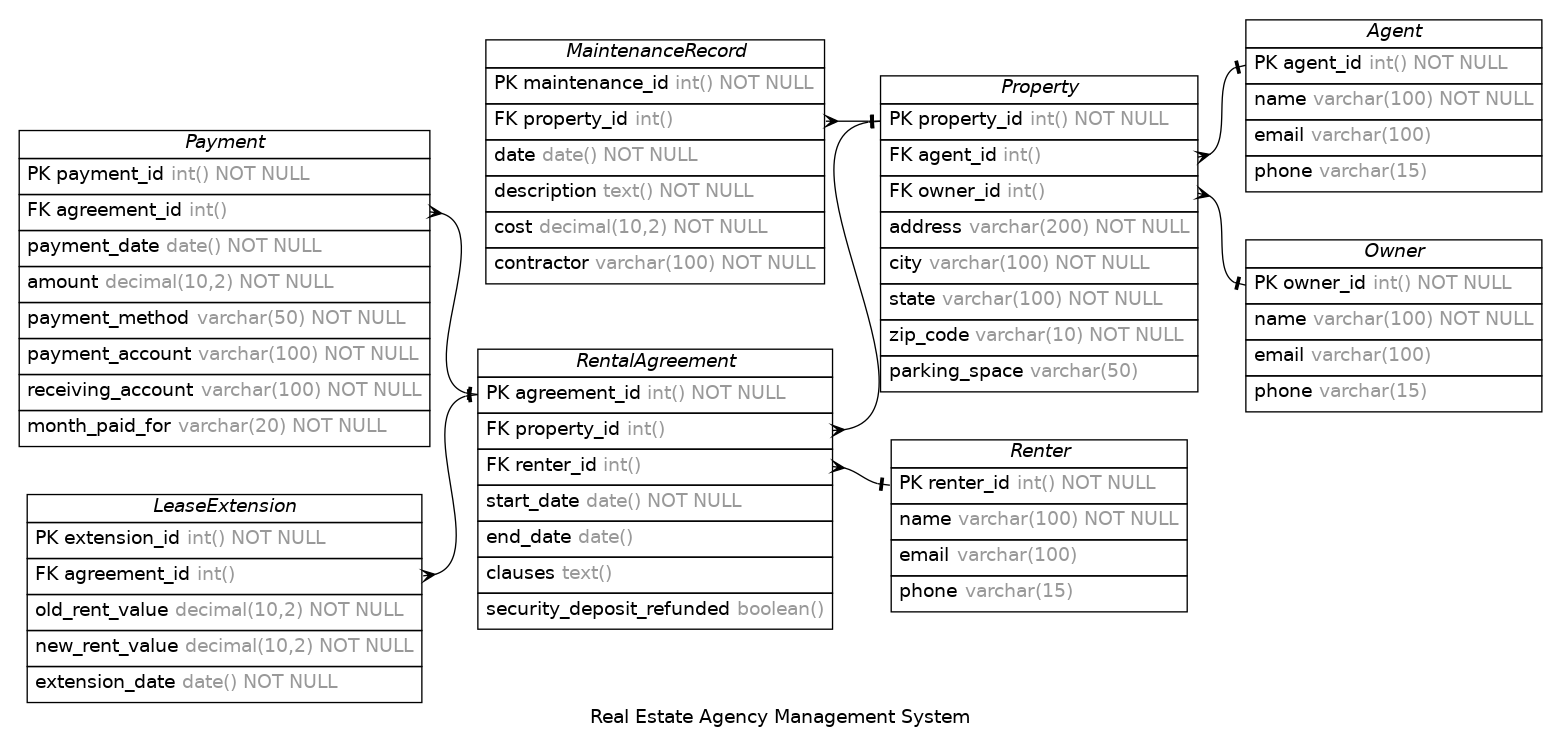 Payment
PK payment_id int() NOT NULL
FK agreement_id int()
payment_date date() NOT NULL
amount decimal(10,2) NOT NULL
payment_method varchar(50) NOT NULL
payment_account varchar(100) NOT NULL
receiving_account varchar(100) NOT NULL
month_paid_for varchar(20) NOT NULL
LeaseExtension
PK extension_id int() NOT NULL
FK agreement_id int()
old_rent_value decimal(10,2) NOT NULL
new_rent_value decimal(10,2) NOT NULL
extension_date date() NOT NULL
MaintenanceRecord
PK maintenance_id int() NOT NULL
FK property_id int()
date date() NOT NULL
description text() NOT NULL
cost decimal(10,2) NOT NULL
contractor varchar(100) NOT NULL
RentalAgreement
PK agreement_id int() NOT NULL
FK property_id int()
FK renter_id int()
start_date date() NOT NULL
end_date date()
clauses text()
security_deposit_refunded boolean()
Property
PK property_id int() NOT NULL
FK agent_id int()
FK owner_id int()
address varchar(200) NOT NULL
city varchar(100) NOT NULL
state varchar(100) NOT NULL
zip_code varchar(10) NOT NULL
parking_space varchar(50)
Renter
PK renter_id int() NOT NULL
name varchar(100) NOT NULL
email varchar(100)
phone varchar(15)
Agent
PK agent_id int() NOT NULL
name varchar(100) NOT NULL
email varchar(100)
phone varchar(15)
Owner
PK owner_id int() NOT NULL
name varchar(100) NOT NULL
email varchar(100)
phone varchar(15)
Real Estate Agency Management System